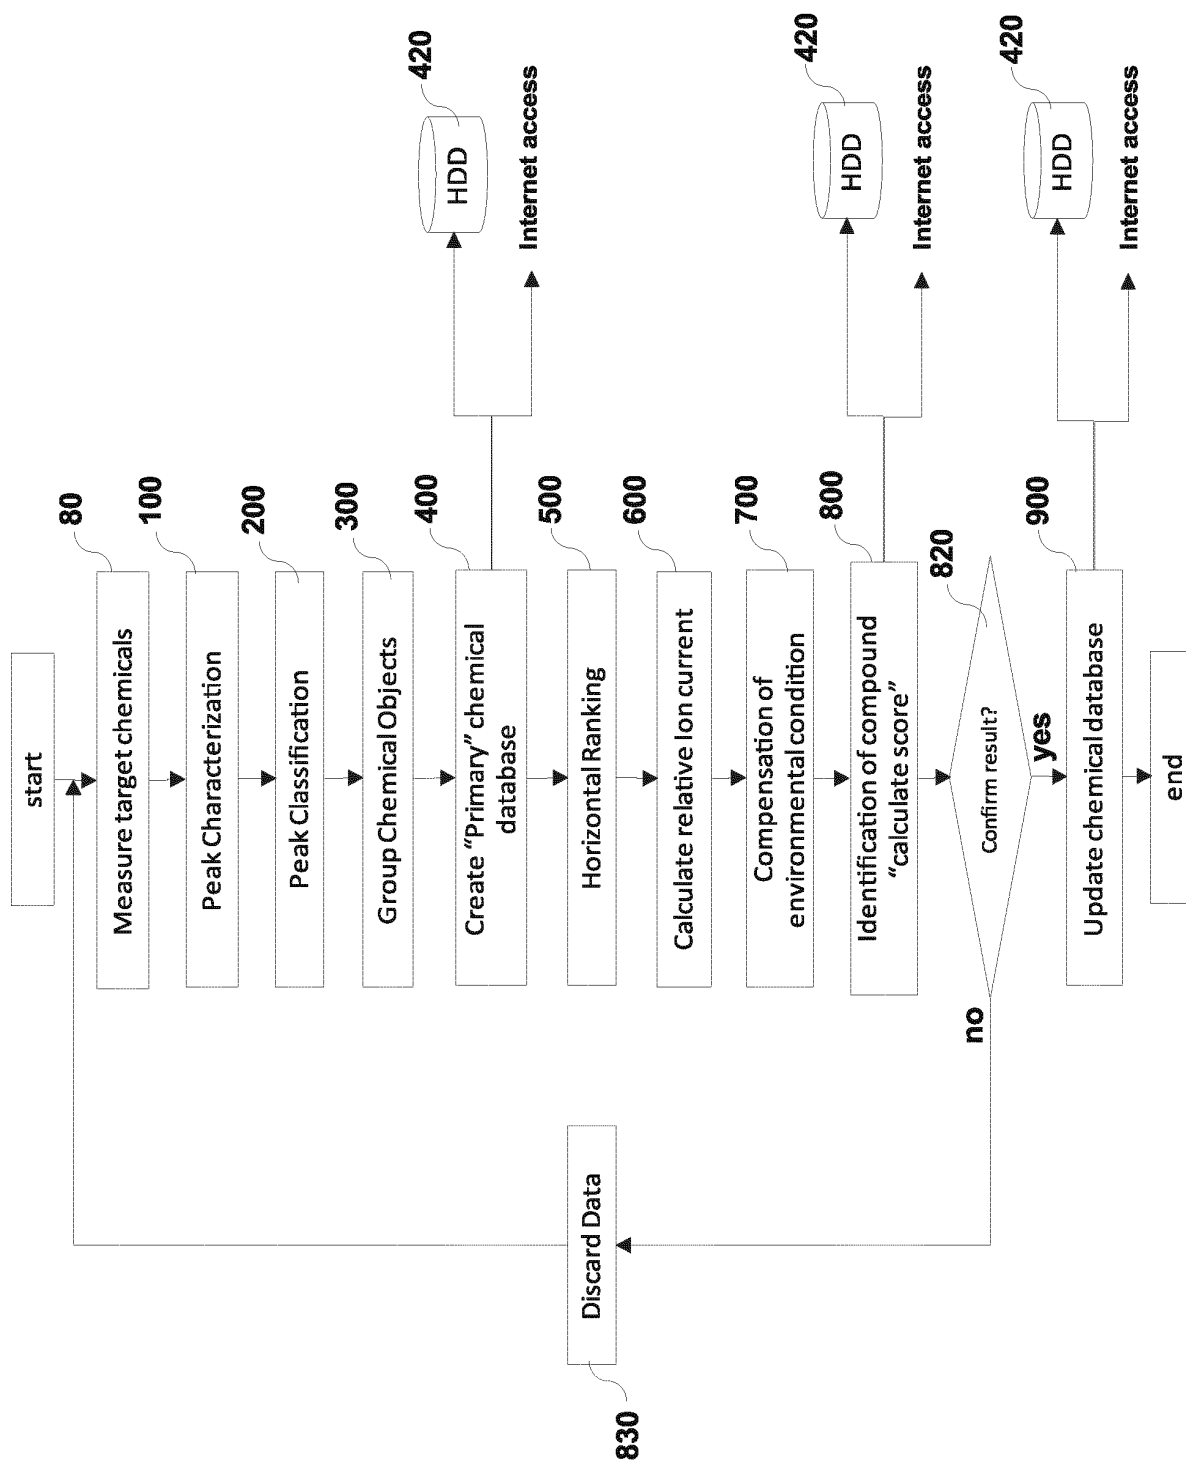 start
Measure target chemicals
80
Peak Characterization
100
Peak Classification
200
Group Chemical Objects
300
Create “Primary” chemical
database
400
HDD
420
Internet access
Horizontal Ranking
500
Calculate relative Ion current
600
Compensation of
environmental condition
700
Identification of compound
“calculate score”
800
HDD
420
Internet access
Confirm result?
820
no
yes
Discard Data
830
Update chemical database
900
HDD
420
Internet access
end